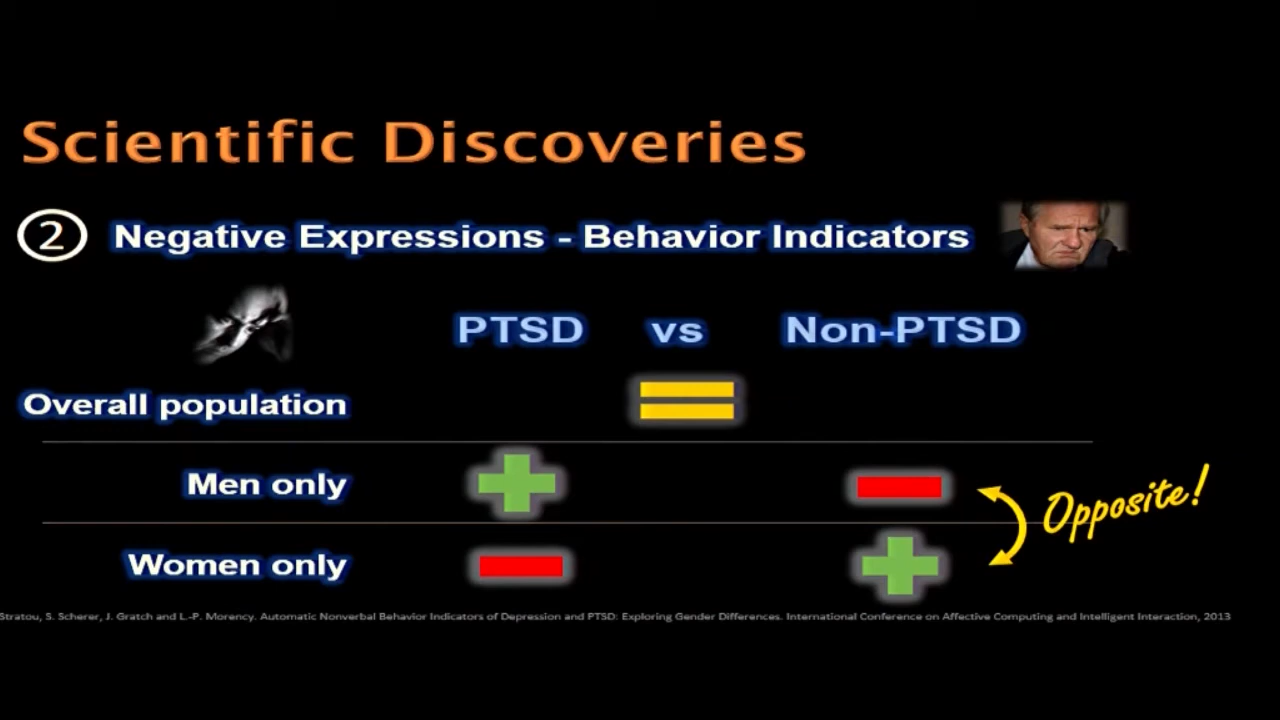 Scientific Discoveries
2 Negative Expressions - Behavior Indicators
PTSD vs Non-PTSD
Overall population
Men only
Opposite!
Women only
Stratou, S. Scherer, J. Gratch and L.-P. Morency. Automatic Nonverbal Behavior Indicators of Depression and PTSD: Exploring Gender Differences. International Conference on Affective Computing and Intelligent Interaction, 2013